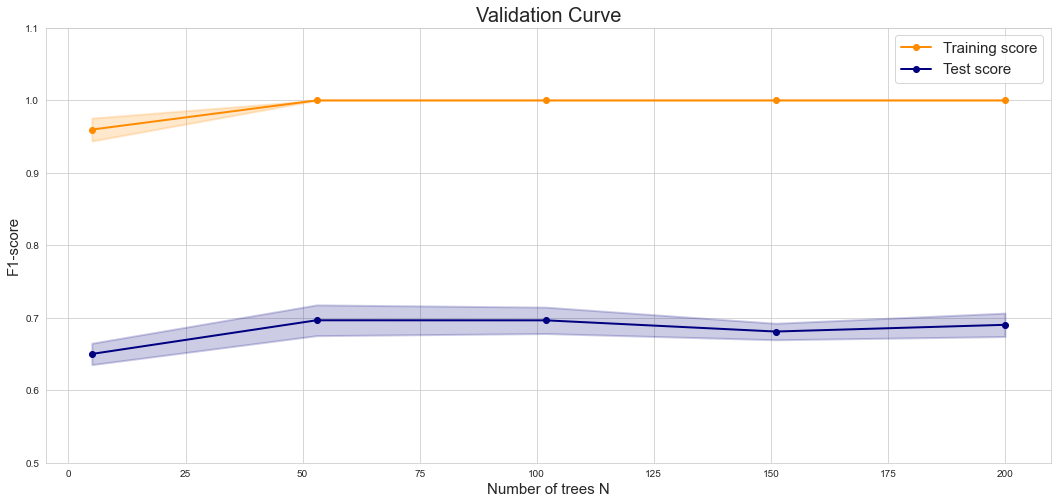 Validation Curve
1.1
1.0
0.9
0.8
0.7
0.6
0.5
F1-score
Training score
Test score
0 25 50 75 100 125 150 175 200
Number of trees N